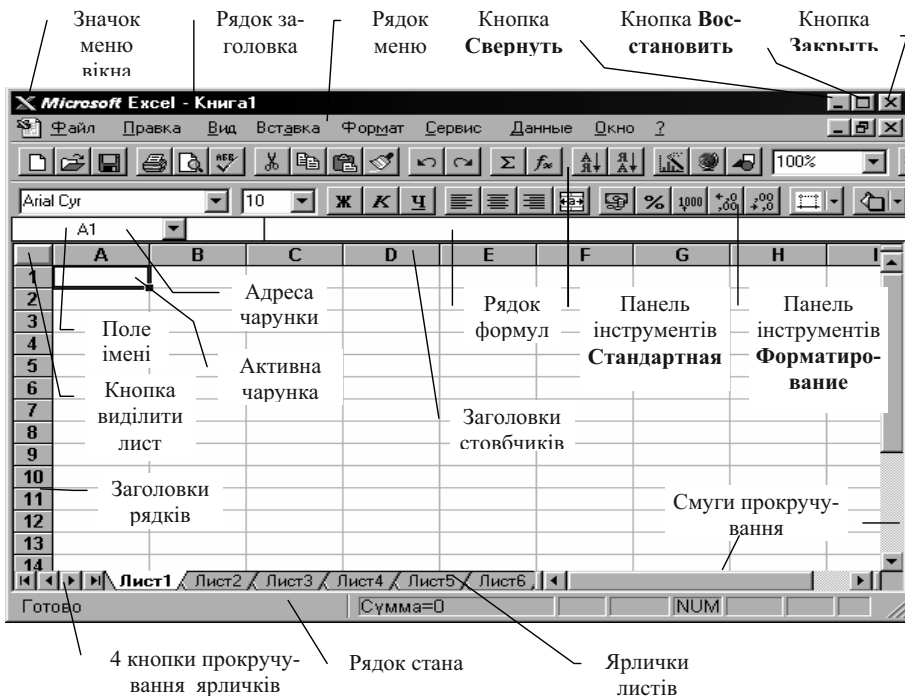 Значок
меню
вікна
Рядок за-
головка
Рядок
меню
Кнопка
Свернуть
Кнопка Вос-
становить
Кнопка
Закрыть
Microsoft Excel - Книга1
Файл Правка Вид Вставка Формат Сервис Данные Окно ?
100%
Arial Cyr 10 Ж К Ч % 1000
A1
A B C D E F G H I
1
2
3
4
5
6
7
8
9
10
11
12
13
14
Адреса
чарунки
Поле
імені
Активна
чарунка
Кнопка
виділити
лист
Рядок
формул
Панель
інструментів
Стандартная
Панель
інструментів
Форматиро-
вание
Заголовки
стовбчиків
Заголовки
рядків
Смуги прокручу-
вання
Лист1 Лист2 Лист3 Лист4 Лист5 Лист6
Готово Сумма=0 NUM
4 кнопки прокручу-
вання ярличків
Рядок стана
Ярлички
листів